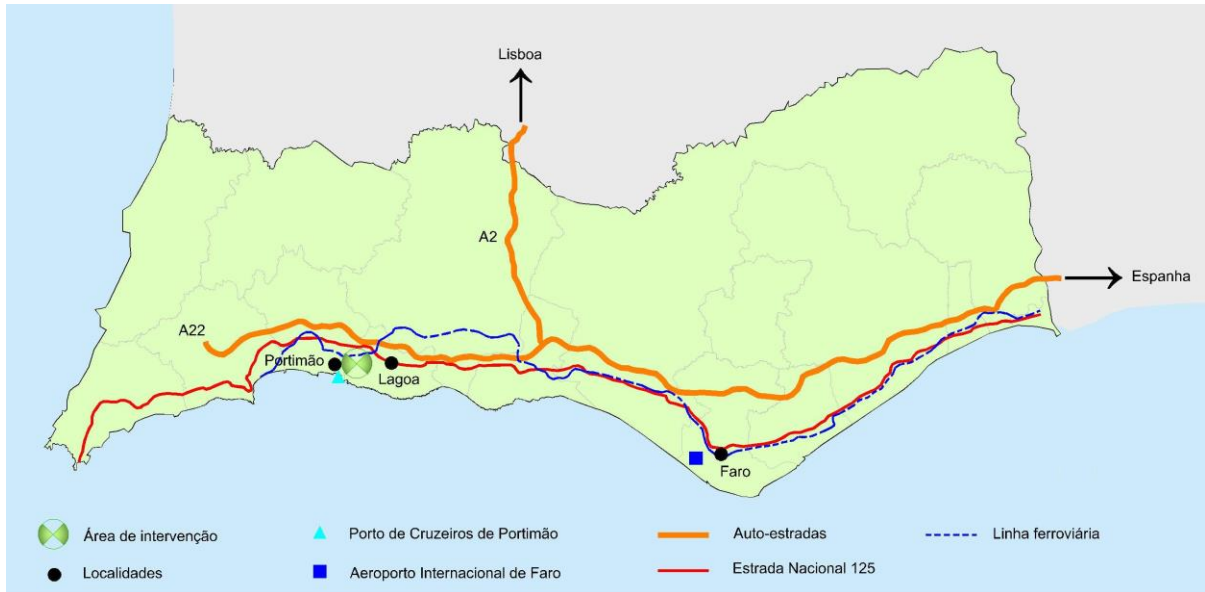 Lisboa
A2
Espanha
A22
Portimão
Lagoa
Faro
Área de intervenção
Porto de Cruzeiros de Portimão
Auto-estradas
Linha ferroviária
Localidades
Aeroporto Internacional de Faro
Estrada Nacional 125